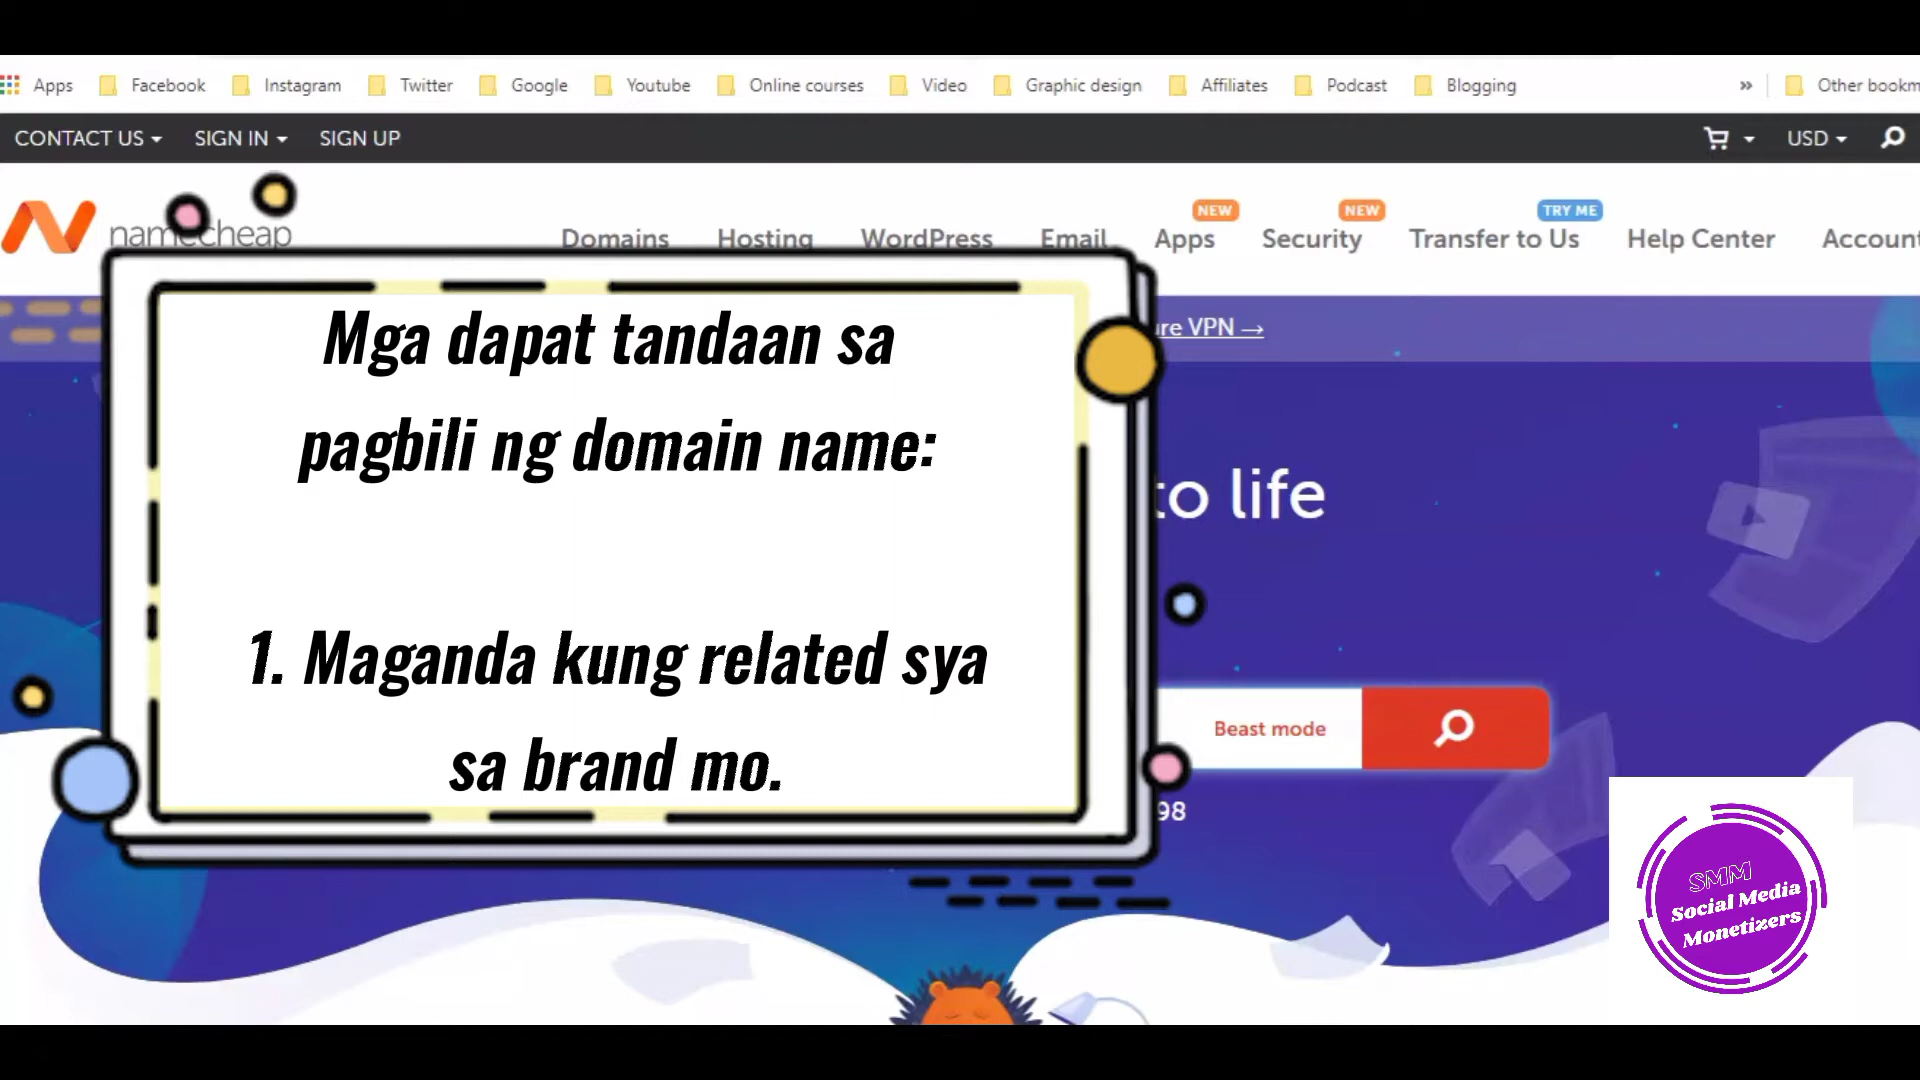 Apps Facebook Instagram Twitter Google Youtube Online courses Video Graphic design Affiliates Podcast Blogging » Other bookm
CONTACT US SIGN IN SIGN UP USD
NEW NEW TRY ME
namecheap Domains Hosting WordPress Email Apps Security Transfer to Us Help Center Account
re VPN →
Mga dapat tandaan sa
pagbili ng domain name:
to life
1. Maganda kung related sya
sa brand mo.
Beast mode
98
SMM
Social Media
Monetizers